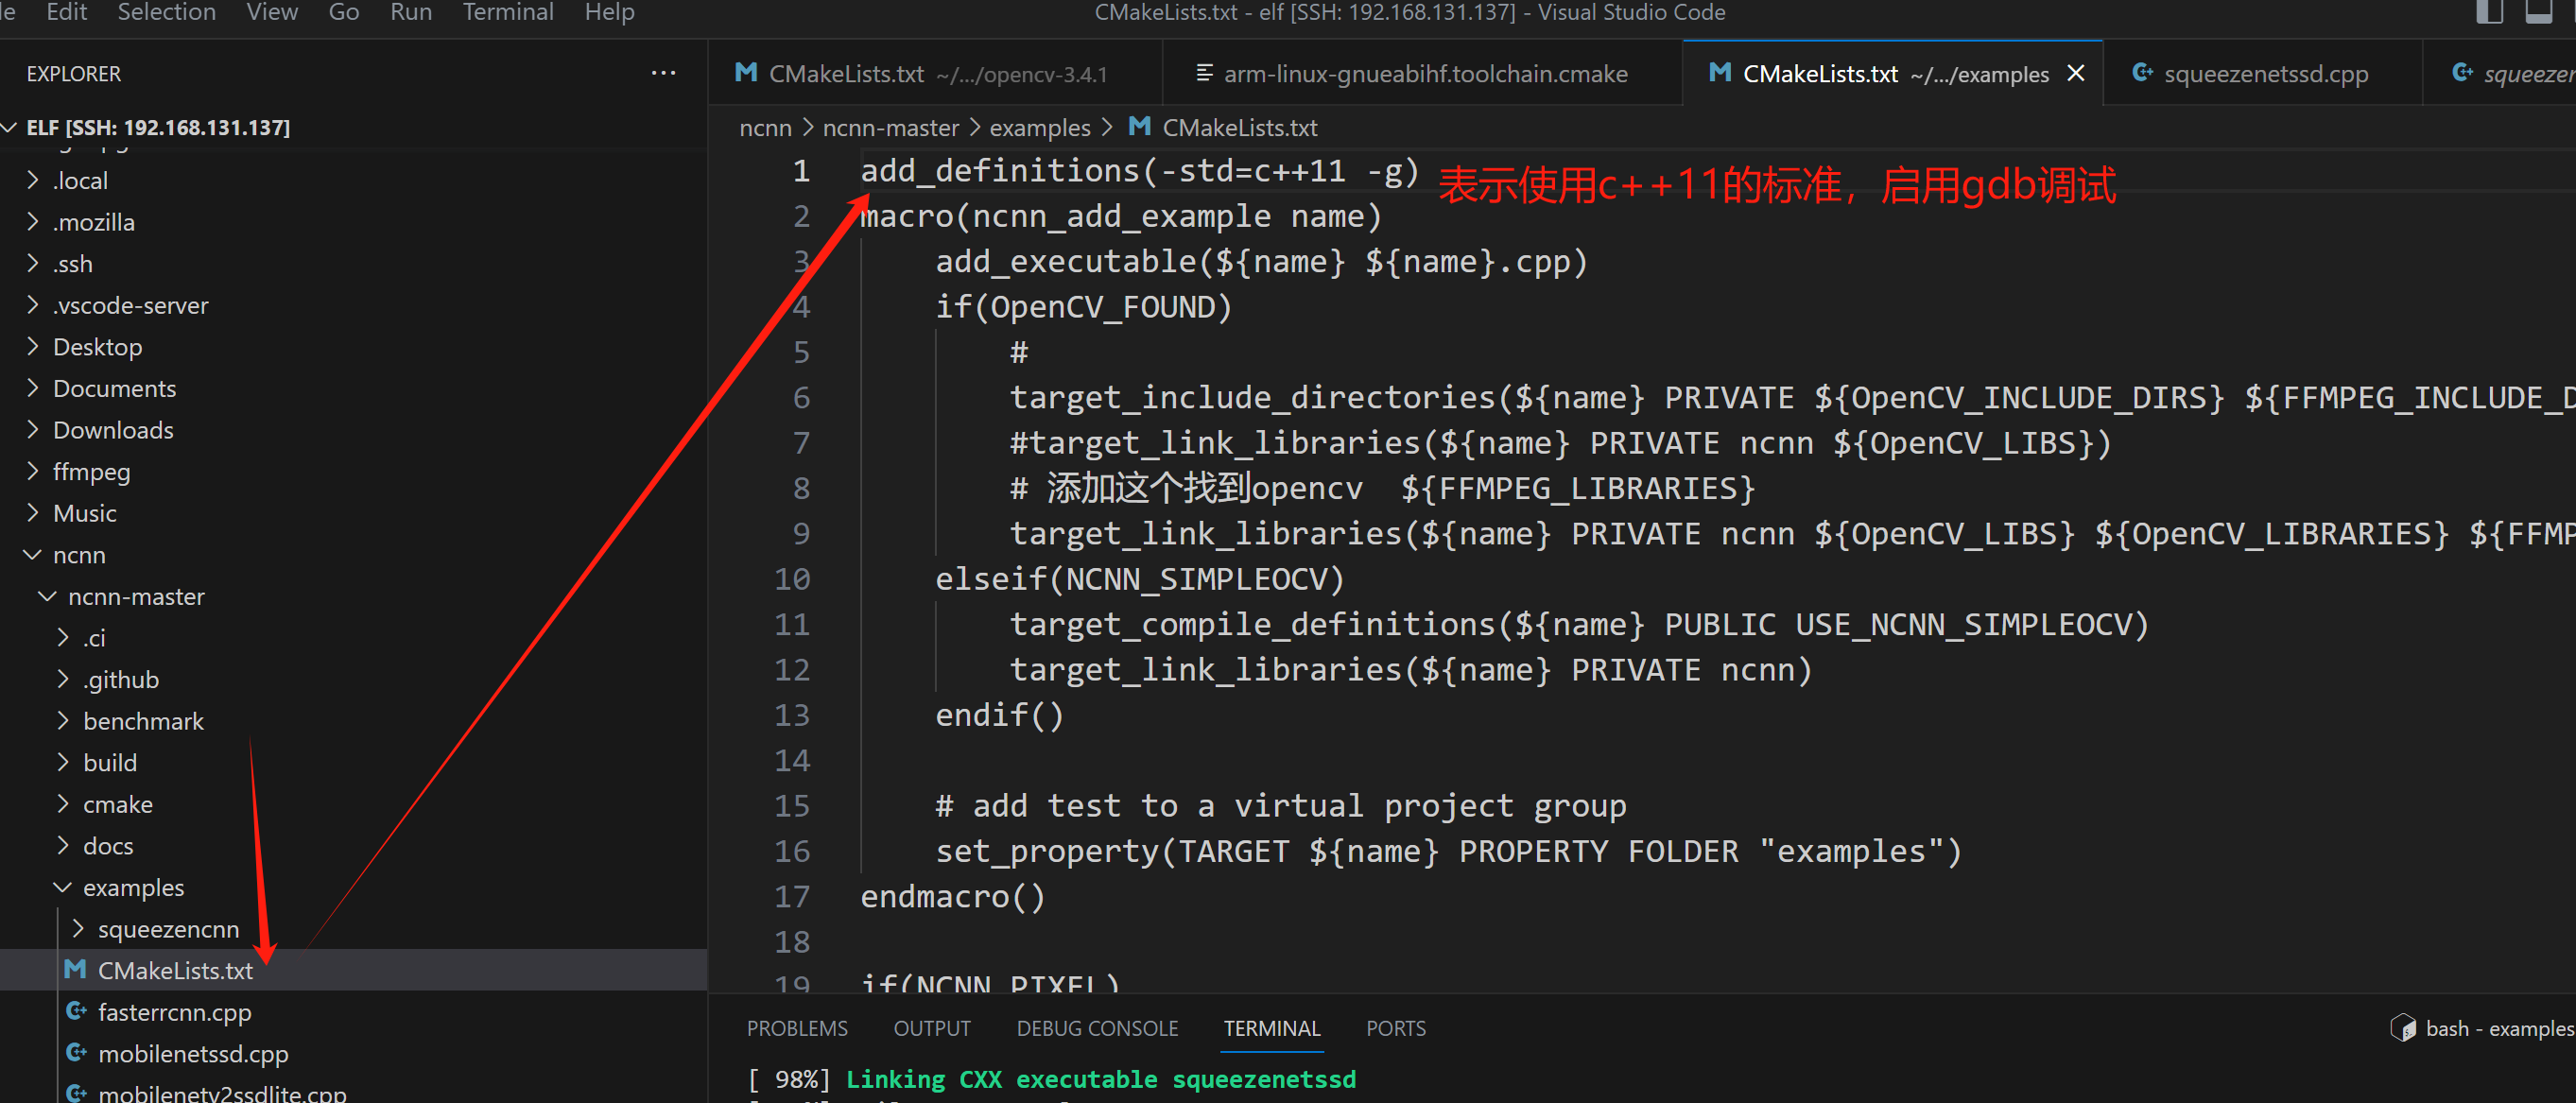 Edit Selection View Go Run Terminal Help
CMakeLists.txt - elf [SSH: 192.168.131.137] - Visual Studio Code
EXPLORER
ELF [SSH: 192.168.131.137]
.local
.mozilla
.ssh
.vscode-server
Desktop
Documents
Downloads
ffmpeg
Music
ncnn
ncnn-master
.ci
.github
benchmark
build
cmake
docs
examples
squeezencnn
CMakeLists.txt
fasterrcnn.cpp
mobilenetssd.cpp
mobilenetv2ssdlite.cpp
CMakeLists.txt ~/.../opencv-3.4.1
arm-linux-gnueabihf.toolchain.cmake
CMakeLists.txt ~/.../examples
squeezenetssd.cpp
ncnn > ncnn-master > examples > CMakeLists.txt
1 add_definitions(-std=c++11 -g) 表示使用c++11的标准，启用gdb调试
2 macro(ncnn_add_example name)
3 add_executable(${name} ${name}.cpp)
4 if(OpenCV_FOUND)
5 #
6 target_include_directories(${name} PRIVATE ${OpenCV_INCLUDE_DIRS} ${FFMPEG_INCLUDE_D
7 #target_link_libraries(${name} PRIVATE ncnn ${OpenCV_LIBS})
8 # 添加这个找到opencv ${FFMPEG_LIBRARIES}
9 target_link_libraries(${name} PRIVATE ncnn ${OpenCV_LIBS} ${OpenCV_LIBRARIES} ${FFMP
10 elseif(NCNN_SIMPLEOCV)
11 target_compile_definitions(${name} PUBLIC USE_NCNN_SIMPLEOCV)
12 target_link_libraries(${name} PRIVATE ncnn)
13 endif()
14
15 # add test to a virtual project group
16 set_property(TARGET ${name} PROPERTY FOLDER "examples")
17 endmacro()
18
19 if(NCNN_PIXEL)
PROBLEMS OUTPUT DEBUG CONSOLE TERMINAL PORTS
bash - examples
[ 98%] Linking CXX executable squeezenetssd